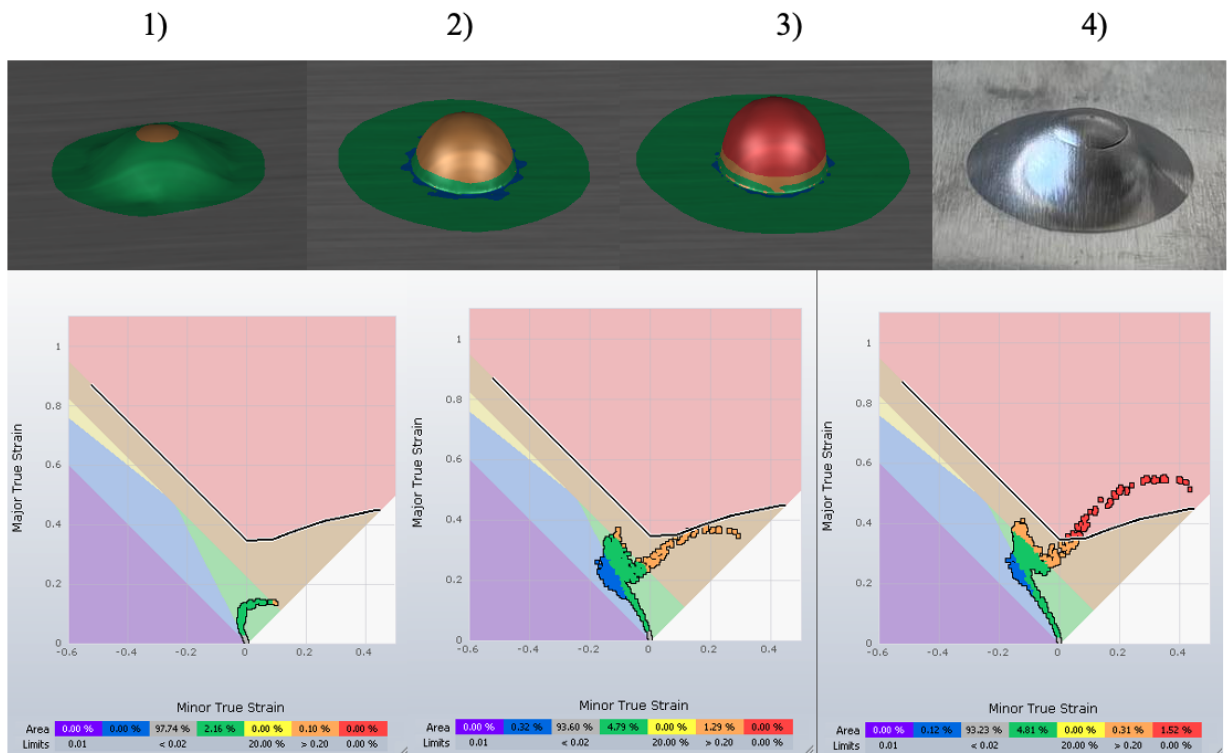 1) 2) 3) 4)
1 1 1
0.8 0.8 0.8
0.6 0.6 0.6
0.4 0.4 0.4
0.2 0.2 0.2
0 0 0
Major True Strain Major True Strain Major True Strain
-0.6 -0.4 -0.2 0 0.2 0.4 -0.6 -0.4 -0.2 0 0.2 0.4 -0.6 -0.4 -0.2 0 0.2 0.4
Minor True Strain Minor True Strain Minor True Strain
Area 0.00 % 0.00 % 97.74 % 2.16 % 0.00 % 0.10 % 0.00 % Area 0.00 % 0.32 % 93.60 % 4.79 % 0.00 % 1.29 % 0.00 % Area 0.00 % 0.12 % 93.23 % 4.81 % 0.00 % 0.31 % 1.52 %
Limits 0.01 < 0.02 20.00 % > 0.20 0.00 % Limits 0.01 < 0.02 20.00 % > 0.20 0.00 % Limits 0.01 < 0.02 20.00 % > 0.20 0.00 %